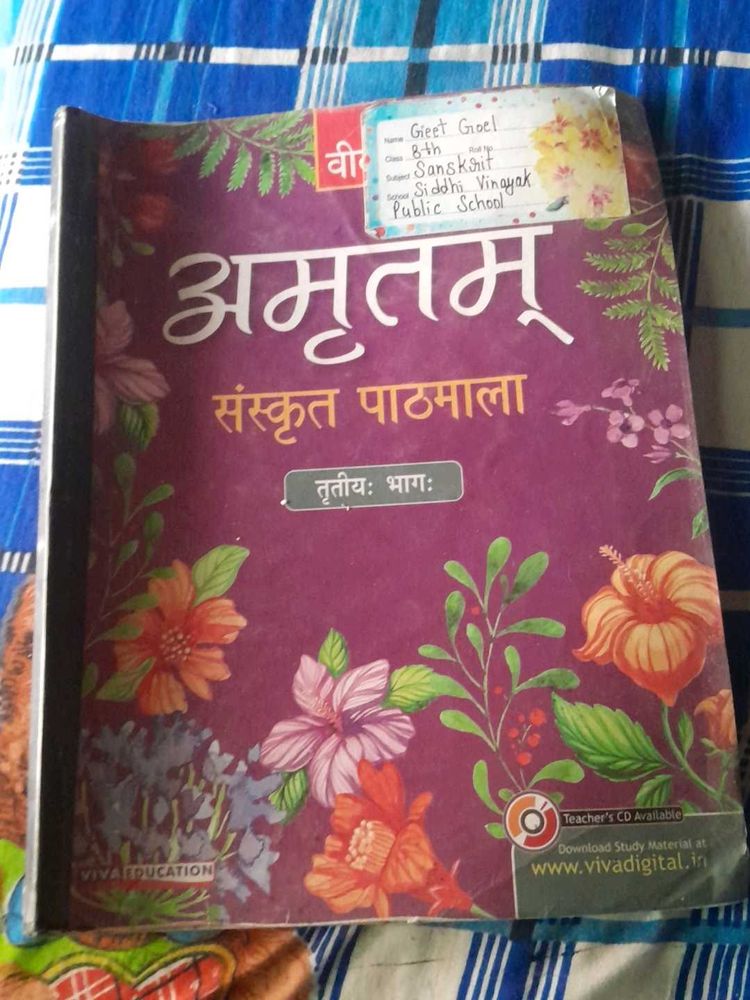 Name Gieet Goel
Class 8th Roll No
Subject Sanskrit
School Siddhi Vinayak
Public School
अमृतम्
संस्कृत पाठमाला
तृतीयः भागः
Teacher's CD Available
Download Study Material at
www.vivadigital.in
VIVA EDUCATION